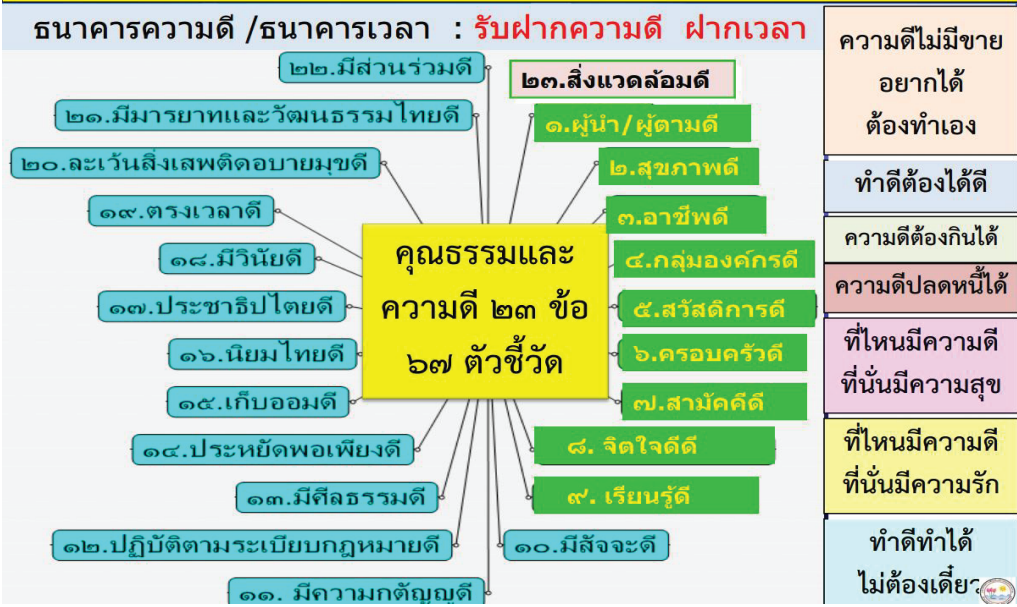 ธนาคารความดี /ธนาคารเวลา : รับฝากความดี ฝากเวลา
๒๓.สิ่งแวดล้อมดี
๑.ผู้นำ/ผู้ตามดี
๒.สุขภาพดี
๓.อาชีพดี
๔.กลุ่มองค์กรดี
๕.สวัสดิการดี
๖.ครอบครัวดี
๗.สามัคคีดี
๘. จิตใจดีดี
๙. เรียนรู้ดี
๑๐.มีสัจจะดี
๑๑. มีความกตัญญูดี
๑๒.ปฏิบัติตามระเบียบกฎหมายดี
๑๓.มีศีลธรรมดี
๑๔.ประหยัดพอเพียงดี
๑๕.เก็บออมดี
๑๖.นิยมไทยดี
๑๗.ประชาธิปไตยดี
๑๘.มีวินัยดี
๑๙.ตรงเวลาดี
๒๐.ละเว้นสิ่งเสพติดอบายมุขดี
๒๑.มีมารยาทและวัฒนธรรมไทยดี
๒๒.มีส่วนร่วมดี
คุณธรรมและ
ความดี ๒๓ ข้อ
๖๗ ตัวชี้วัด
ความดีไม่มีขาย
อยากได้
ต้องทำเอง
ทำดีต้องได้ดี
ความดีต้องกินได้
ความดีปลดหนี้ได้
ที่ไหนมีความดี
ที่นั่นมีความสุข
ที่ไหนมีความดี
ที่นั่นมีความรัก
ทำดีทำได้
ไม่ต้องเดี๋ยว